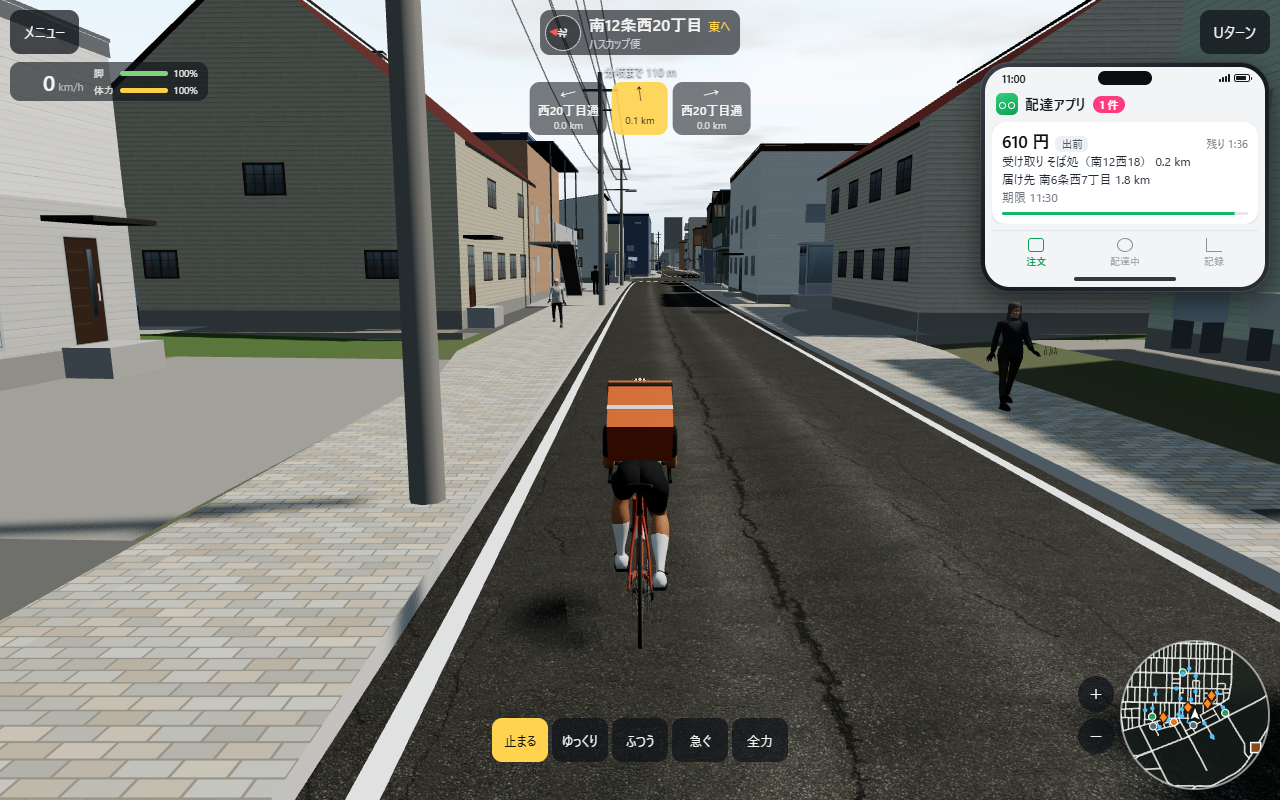 メニュー
0 km/h
脚 100%
体力 100%
南12条西20丁目 東へ
ハスカップ便
分岐まで 110 m
西20丁目通
0.0 km
0.1 km
西20丁目通
0.0 km
Uターン
11:00
配達アプリ 1 件
610 円 出前 残り 1:36
受け取り そば処（南12西18） 0.2 km
届け先 南6条西7丁目 1.8 km
期限 11:30
注文
配達中
記録
+
−
止まる
ゆっくり
ふつう
急ぐ
全力